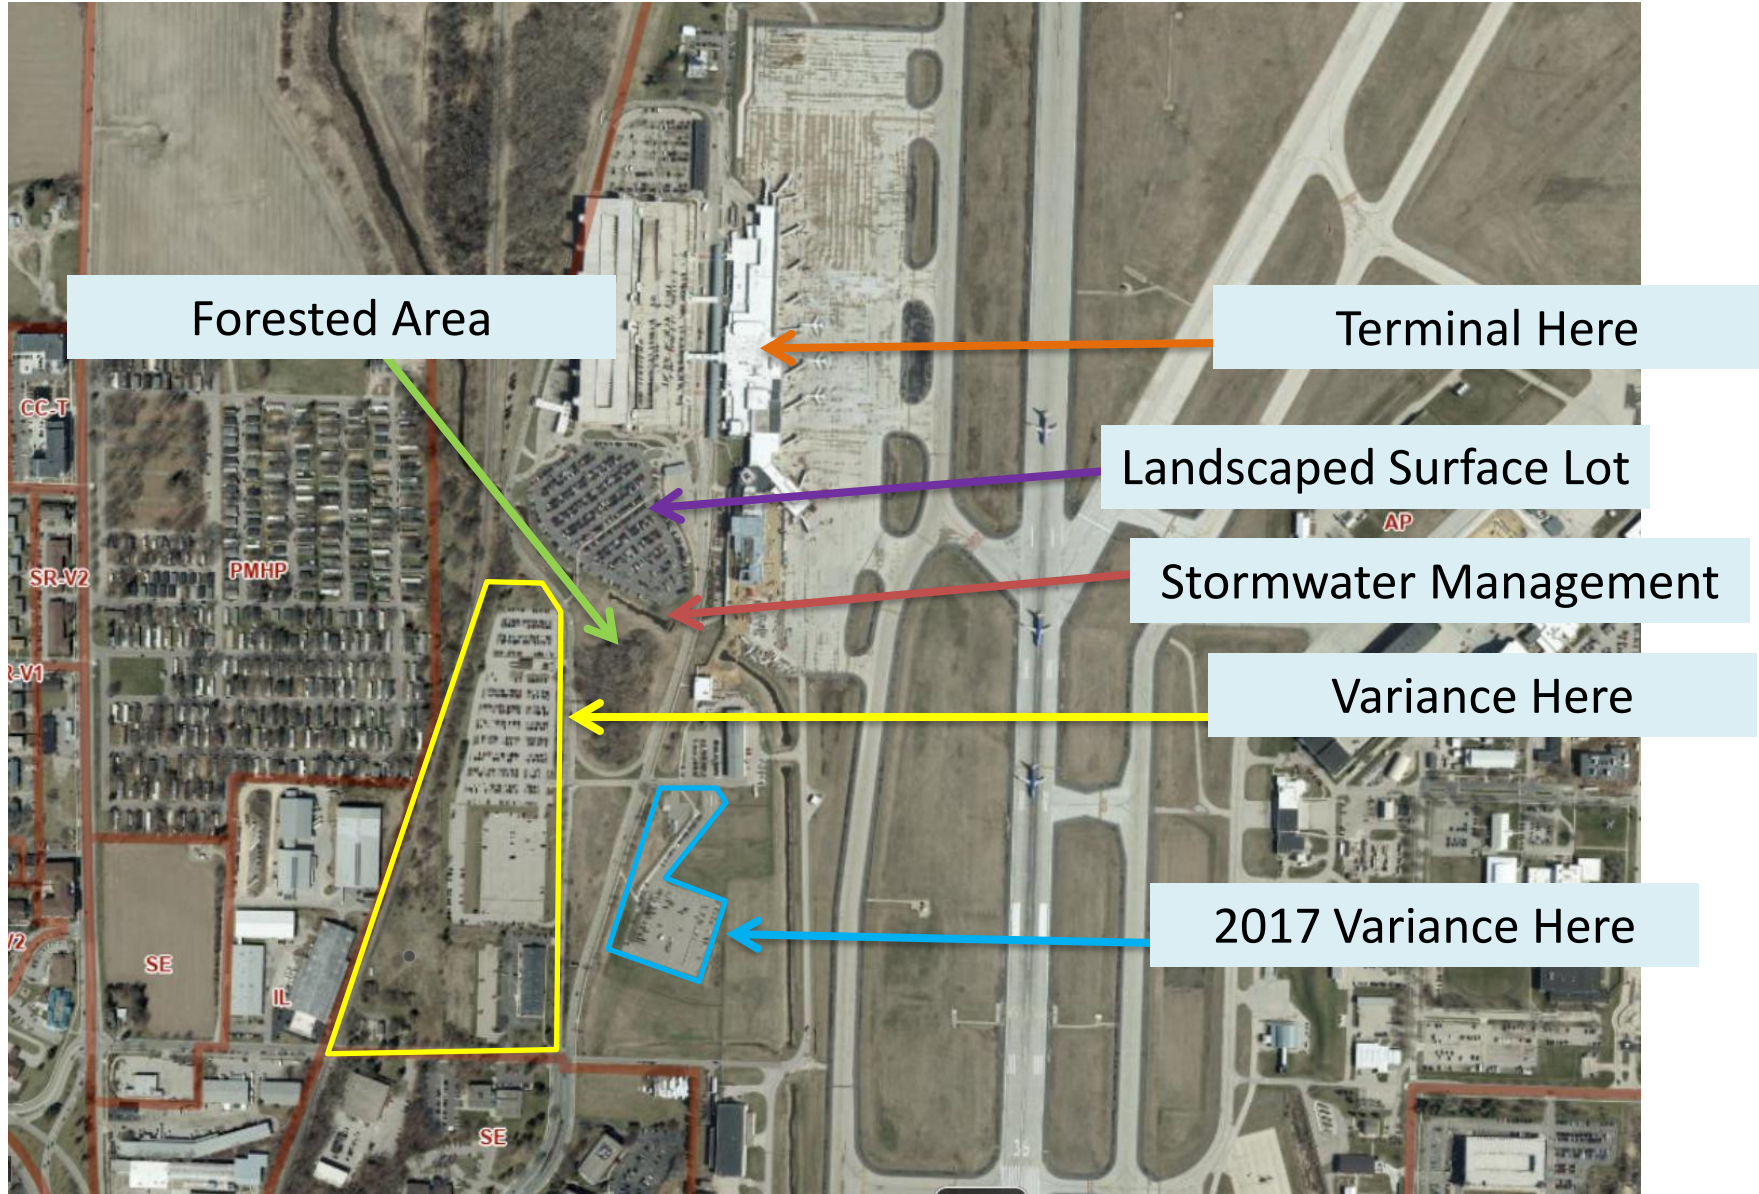 Forested Area
Terminal Here
CC-T
Landscaped Surface Lot
AP
SR-V2
PMHP
Stormwater Management
Variance Here
2017 Variance Here
SE
IL
SE
36